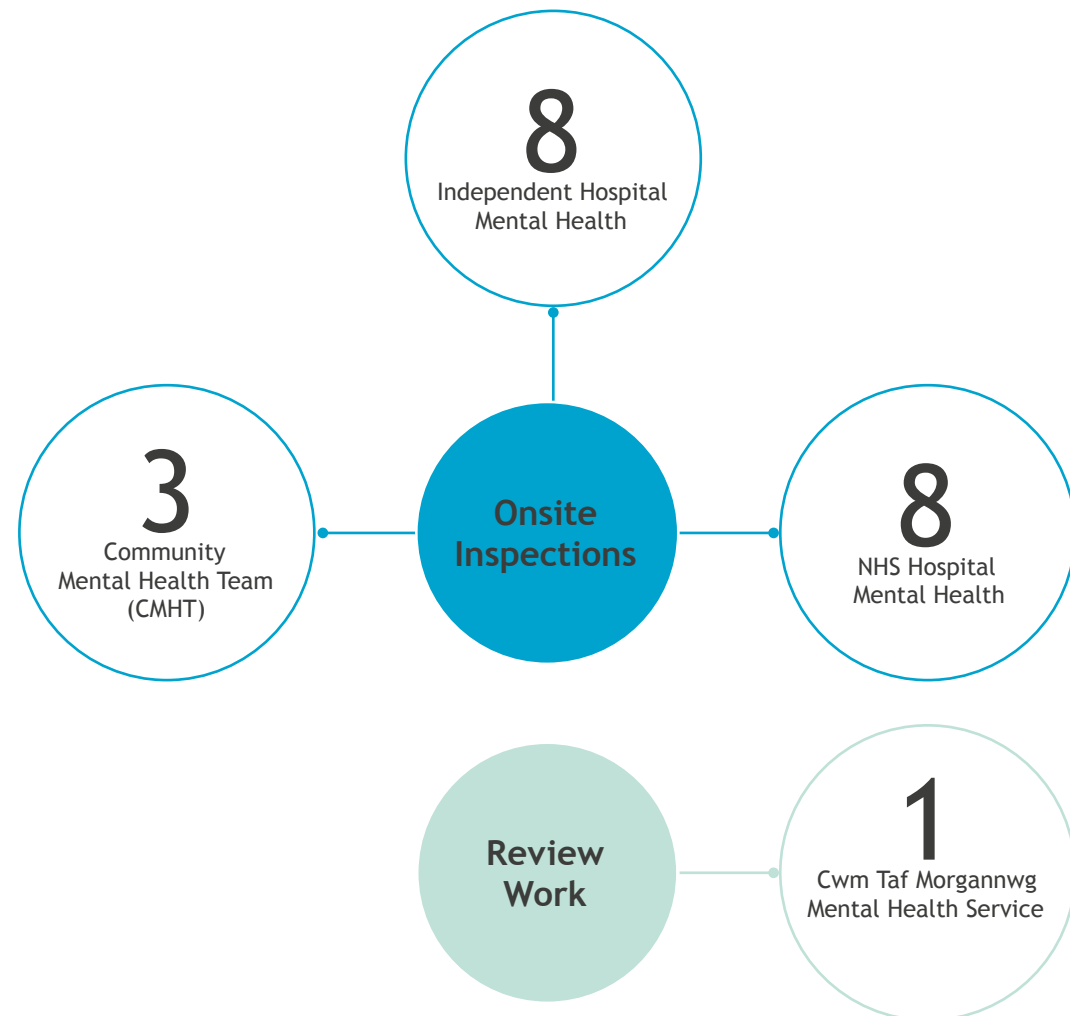 8
Independent Hospital
Mental Health
3
Community
Mental Health Team
(CMHT)
Onsite
Inspections
8
NHS Hospital
Mental Health
Review
Work
1
Cwm Taf Morgannwg
Mental Health Service